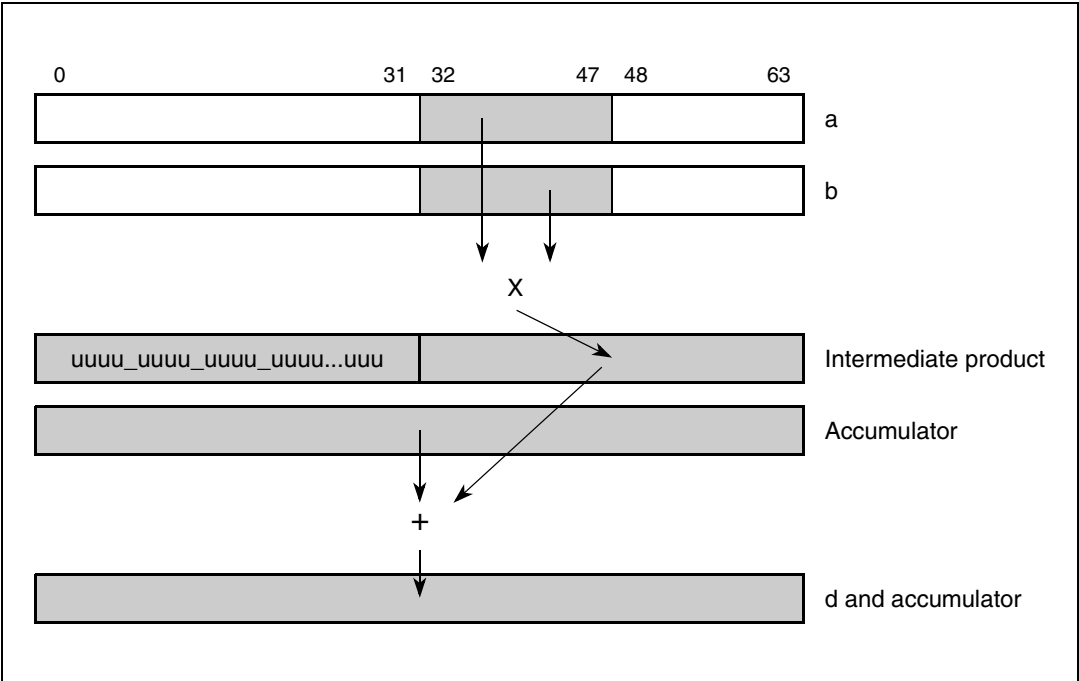 0 31 32 47 48 63
a
b
X
uuuu_uuuu_uuuu_uuuu...uuu Intermediate product
Accumulator
+
d and accumulator